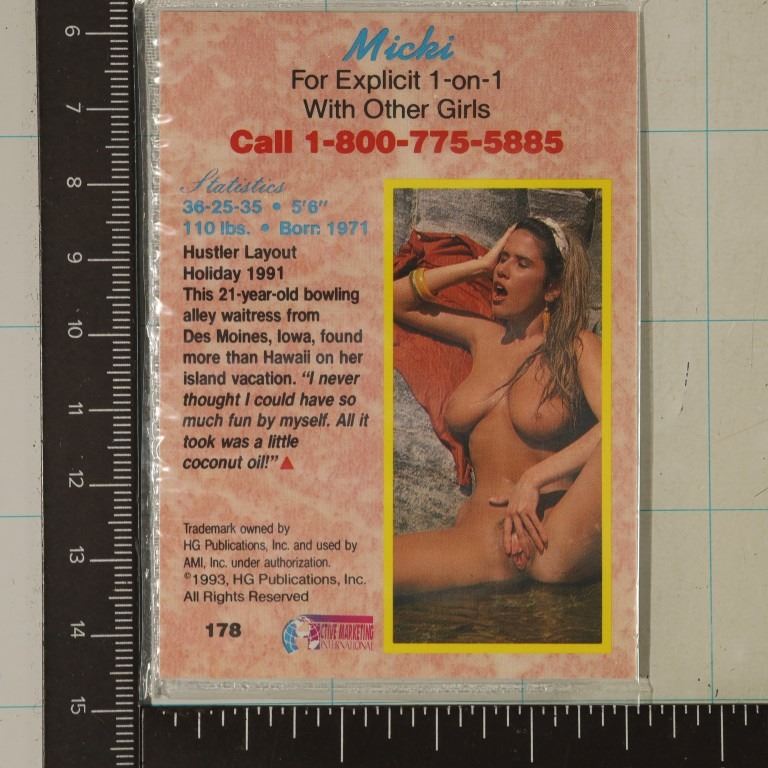 Micki
For Explicit 1-on-1
With Other Girls
Call 1-800-775-5885
Statistics
36-25-35 • 5'6"
110 lbs. • Born: 1971
Hustler Layout
Holiday 1991
This 21-year-old bowling
alley waitress from
Des Moines, Iowa, found
more than Hawaii on her
island vacation. "I never
thought I could have so
much fun by myself. All it
took was a little
coconut oil!"
Trademark owned by
HG Publications, Inc. and used by
AMI, Inc. under authorization.
©1993, HG Publications, Inc.
All Rights Reserved
178
ACTIVE MARKETING
INTERNATIONAL
6
7
8
9
10
11
12
13
14
15